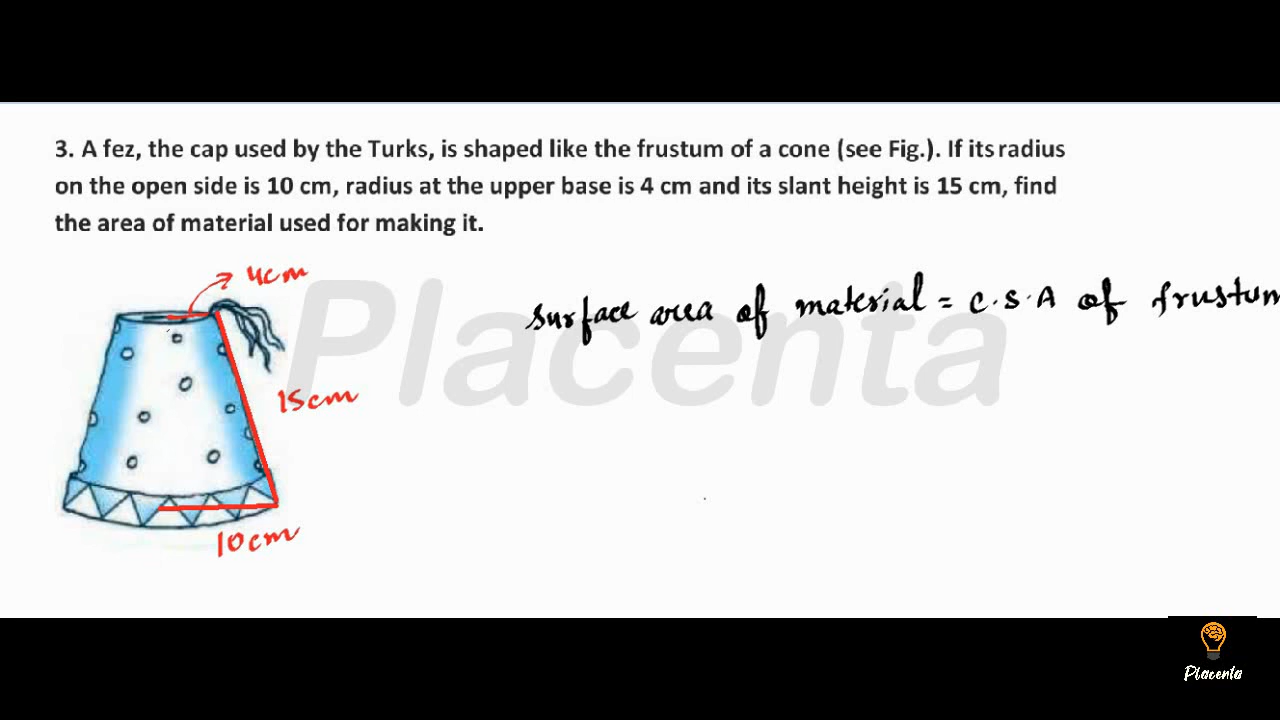 3. A fez, the cap used by the Turks, is shaped like the frustum of a cone (see Fig.). If its radius
on the open side is 10 cm, radius at the upper base is 4 cm and its slant height is 15 cm, find
the area of material used for making it.
4cm
surface area of material = C.S.A of frustum
Placenta
15cm
10cm
Placenta